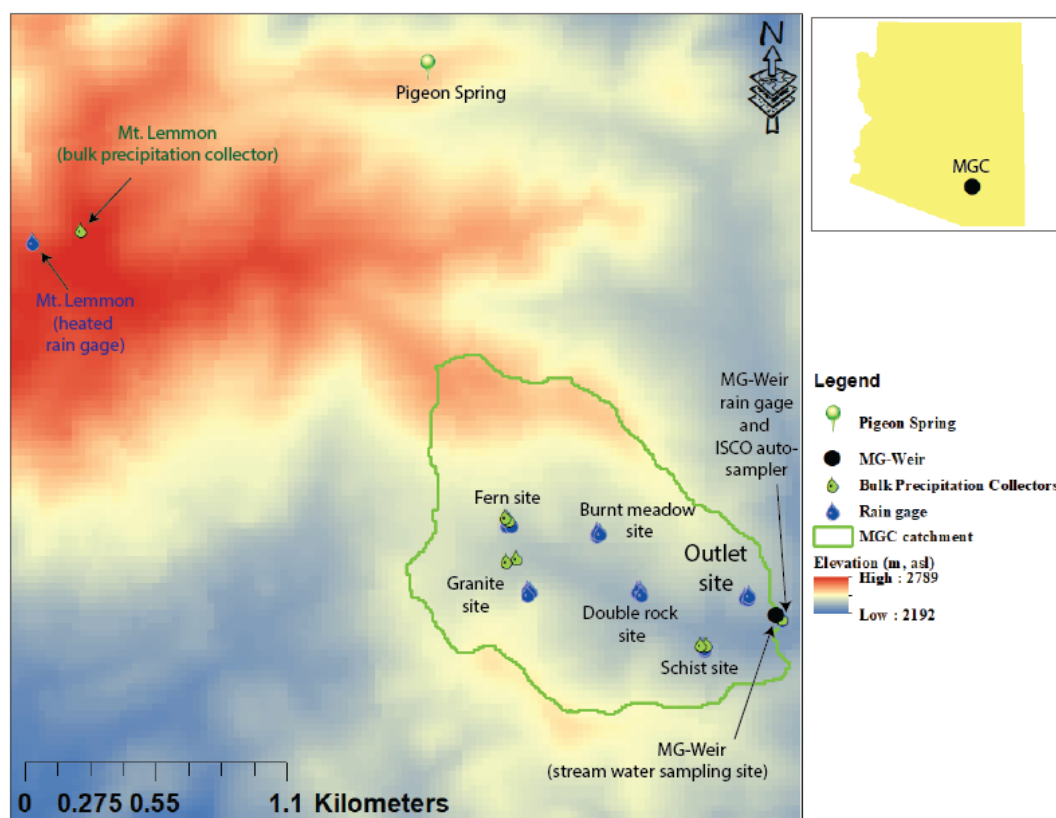 N
Pigeon Spring
Mt. Lemmon
(bulk precipitation collector)
Mt. Lemmon
(heated
rain gage)
MG-Weir
rain gage
and
ISCO auto-
sampler
Fern site
Burnt meadow
site
Outlet
site
Granite
site
Double rock
site
Schist site
MG-Weir
(stream water sampling site)
0 0.275 0.55 1.1 Kilometers
MGC
Legend
Pigeon Spring
MG-Weir
Bulk Precipitation Collectors
Rain gage
MGC catchment
Elevation (m, asl)
High : 2789
Low : 2192